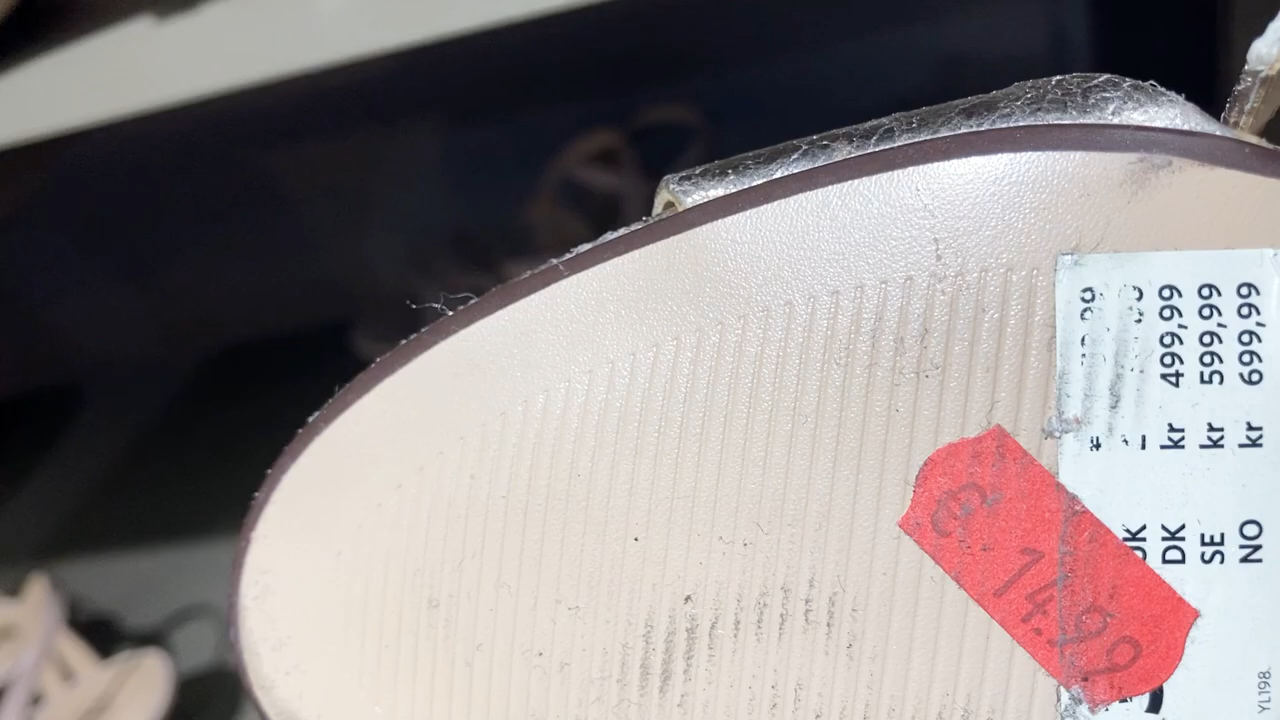 DK kr 499,99
SE kr 599,99
NO kr 699,99
YL198.
€ 14.99